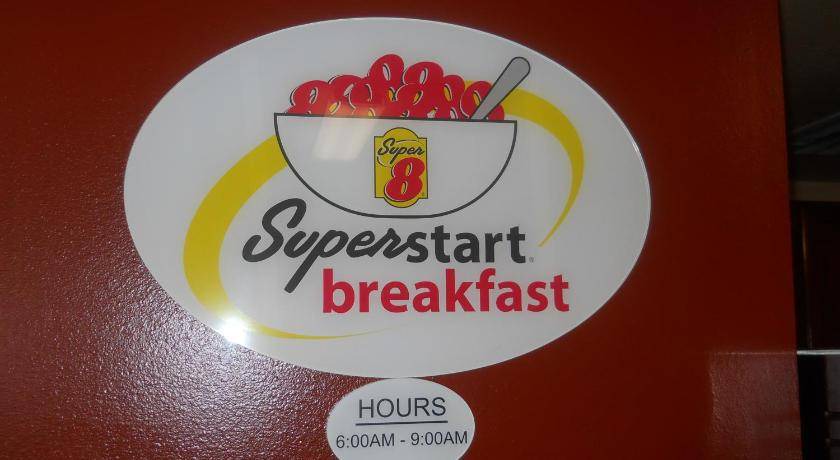 Super
8
Superstart
breakfast
HOURS
6:00AM - 9:00AM